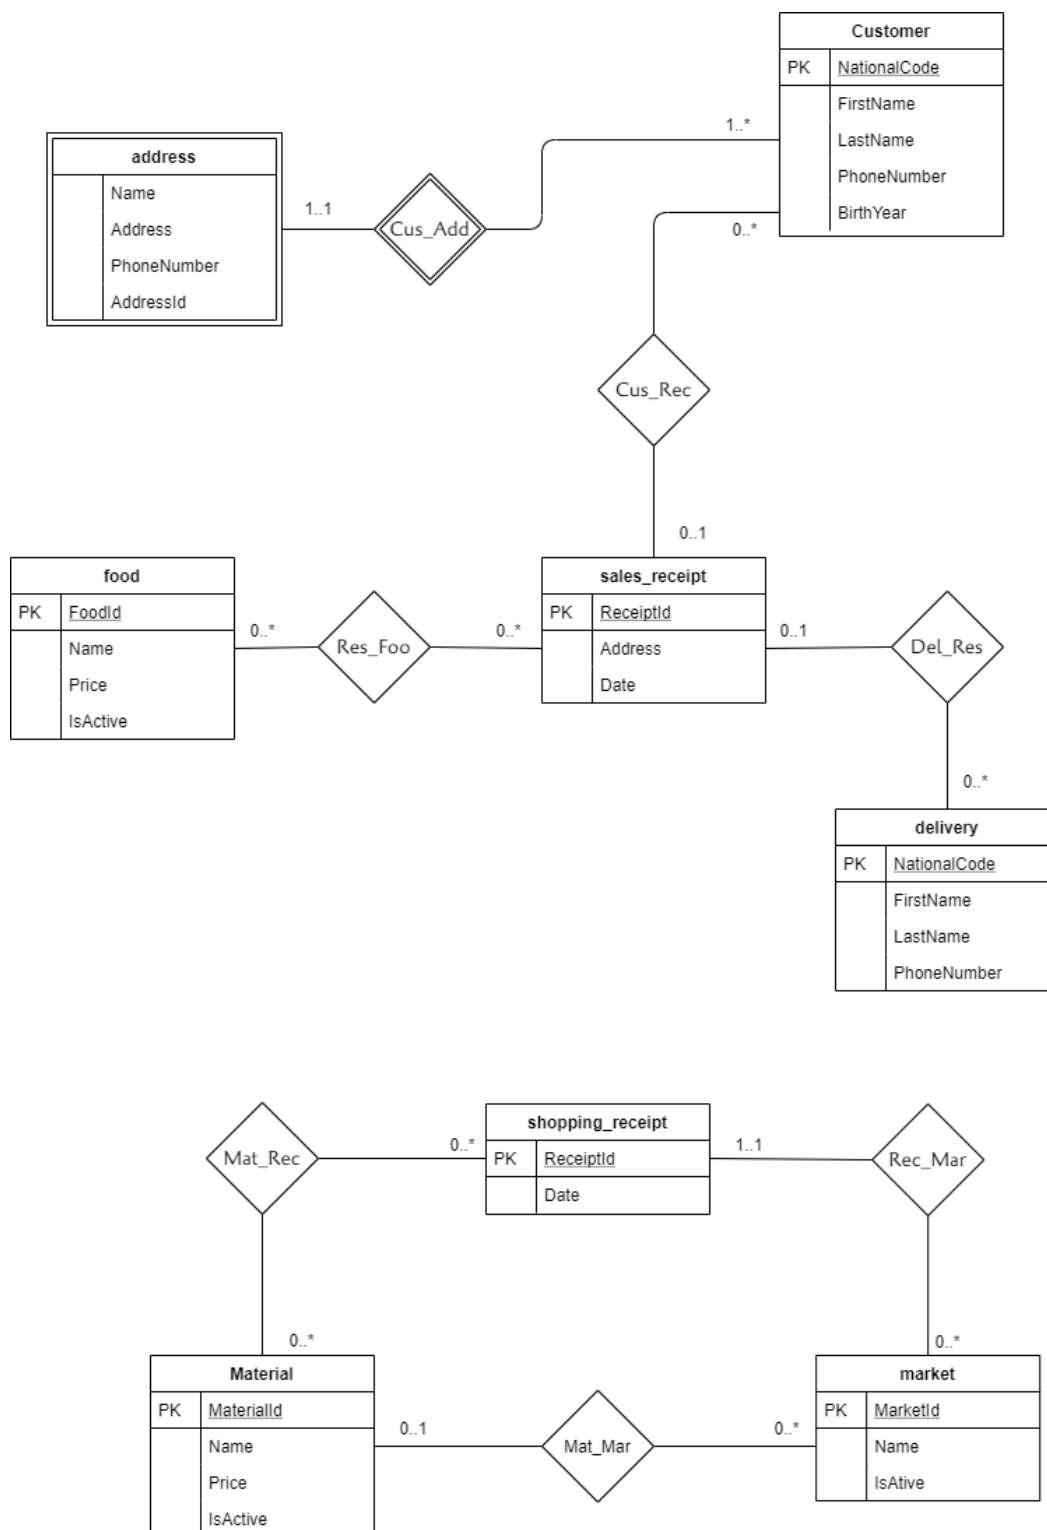 Customer
PK NationalCode
FirstName
LastName
PhoneNumber
BirthYear
1..*
0..*
address
Name
Address
PhoneNumber
AddressId
1..1
Cus_Add
Cus_Rec
0..1
food
PK FoodId
Name
Price
IsActive
0..*
Res_Foo
0..*
sales_receipt
PK ReceiptId
Address
Date
0..1
Del_Res
0..*
delivery
PK NationalCode
FirstName
LastName
PhoneNumber
Mat_Rec
0..*
shopping_receipt
PK ReceiptId
Date
1..1
Rec_Mar
0..*
0..*
Material
PK MaterialId
Name
Price
IsActive
0..1
Mat_Mar
0..*
market
PK MarketId
Name
IsAtive